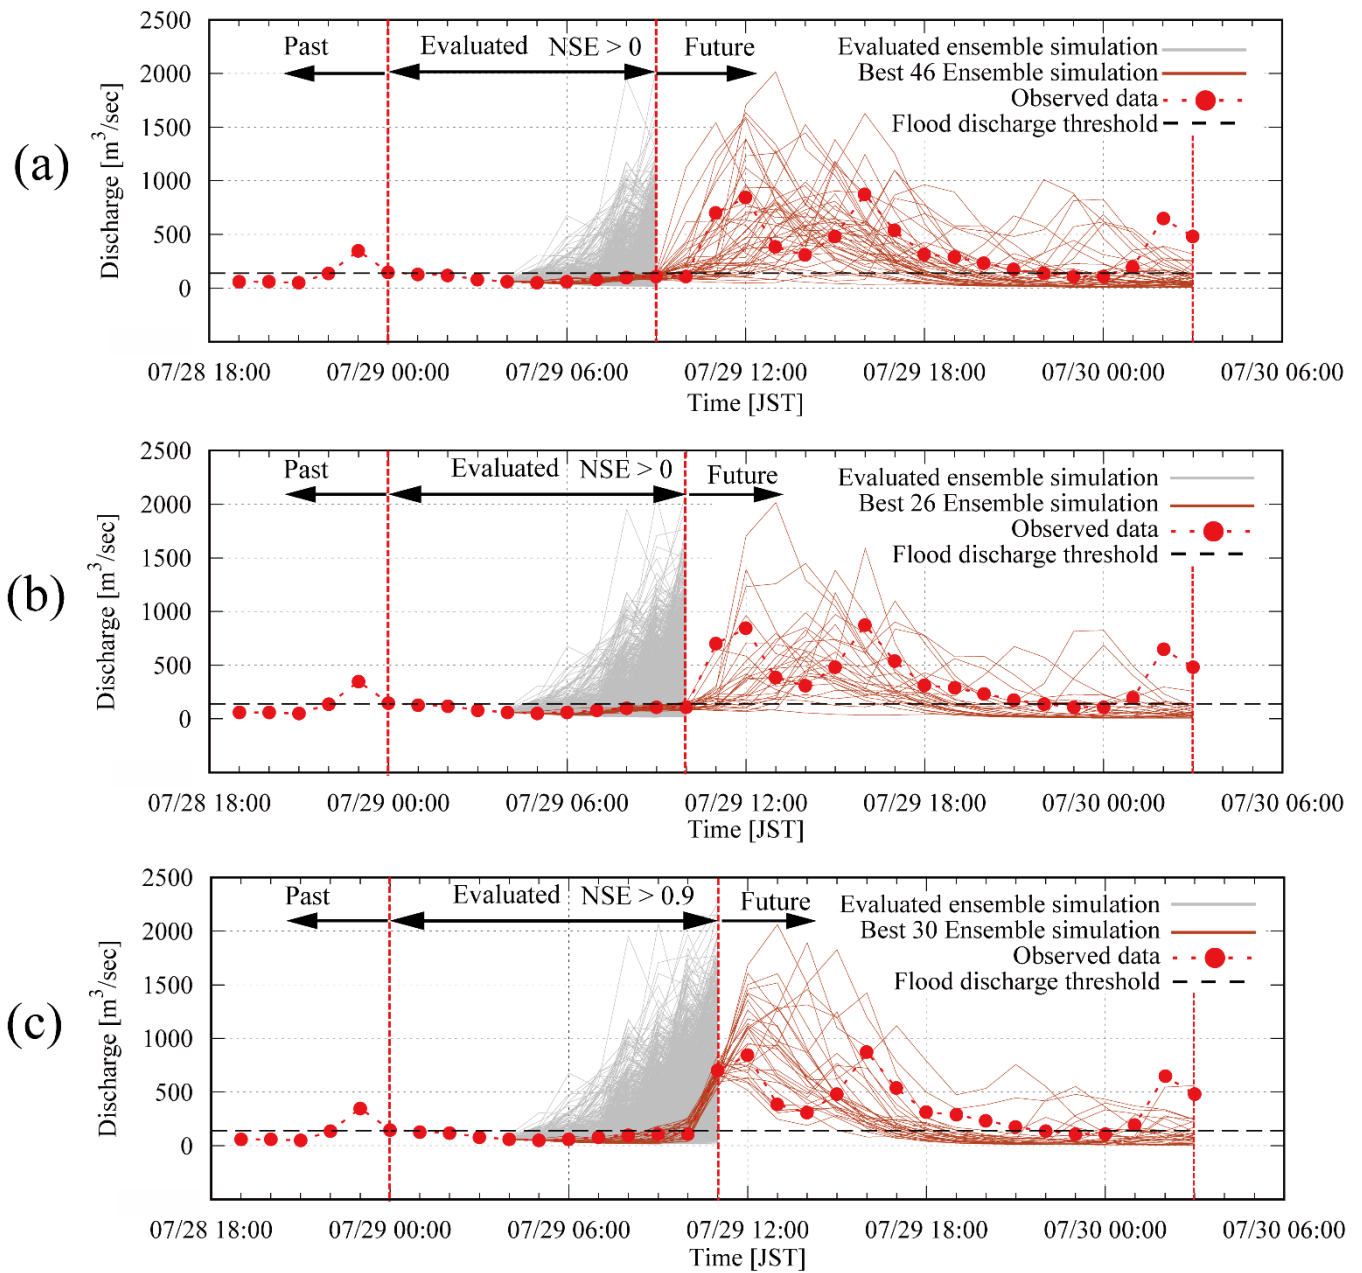 (a)
Discharge [m³/sec]
2500
2000
1500
1000
500
0
Past
Evaluated NSE > 0
Future
Evaluated ensemble simulation
Best 46 Ensemble simulation
Observed data
Flood discharge threshold
07/28 18:00 07/29 00:00 07/29 06:00 07/29 12:00 07/29 18:00 07/30 00:00 07/30 06:00
Time [JST]
(b)
Discharge [m³/sec]
2500
2000
1500
1000
500
0
Past
Evaluated NSE > 0
Future
Evaluated ensemble simulation
Best 26 Ensemble simulation
Observed data
Flood discharge threshold
07/28 18:00 07/29 00:00 07/29 06:00 07/29 12:00 07/29 18:00 07/30 00:00 07/30 06:00
Time [JST]
(c)
Discharge [m³/sec]
2500
2000
1500
1000
500
0
Past
Evaluated NSE > 0.9
Future
Evaluated ensemble simulation
Best 30 Ensemble simulation
Observed data
Flood discharge threshold
07/28 18:00 07/29 00:00 07/29 06:00 07/29 12:00 07/29 18:00 07/30 00:00 07/30 06:00
Time [JST]